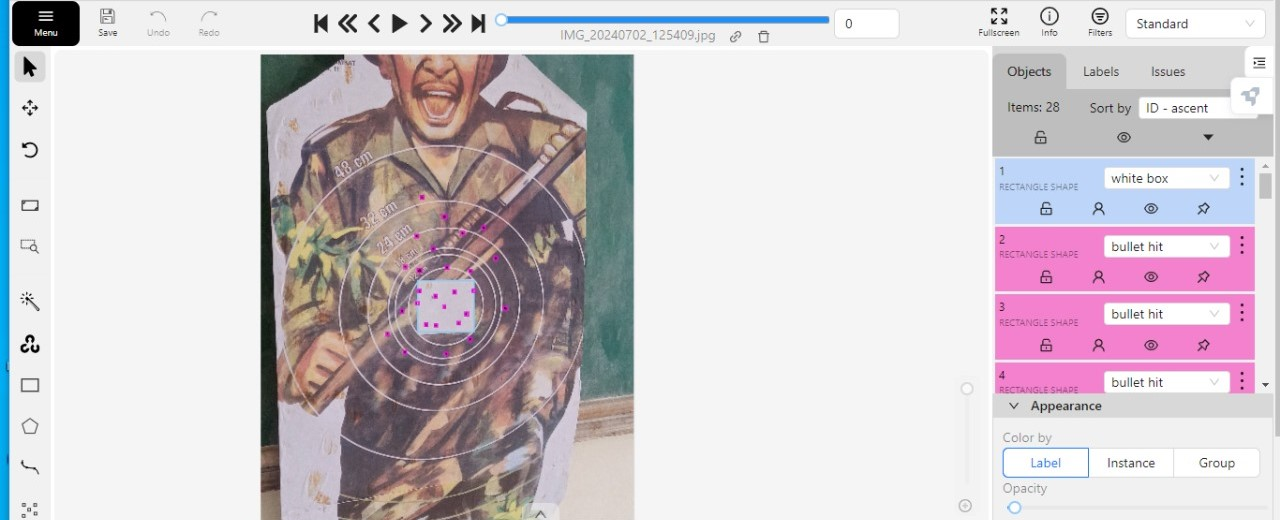 Menu
Save
Undo
Redo
0
IMG_20240702_125409.jpg
Fullscreen
Info
Filters
Standard
Objects
Labels
Issues
Items: 28
Sort by
ID - ascent
1
RECTANGLE SHAPE
white box
2
RECTANGLE SHAPE
bullet hit
3
RECTANGLE SHAPE
bullet hit
4
RECTANGLE SHAPE
bullet hit
Appearance
Color by
Label
Instance
Group
Opacity
48 cm
32 cm
24 cm